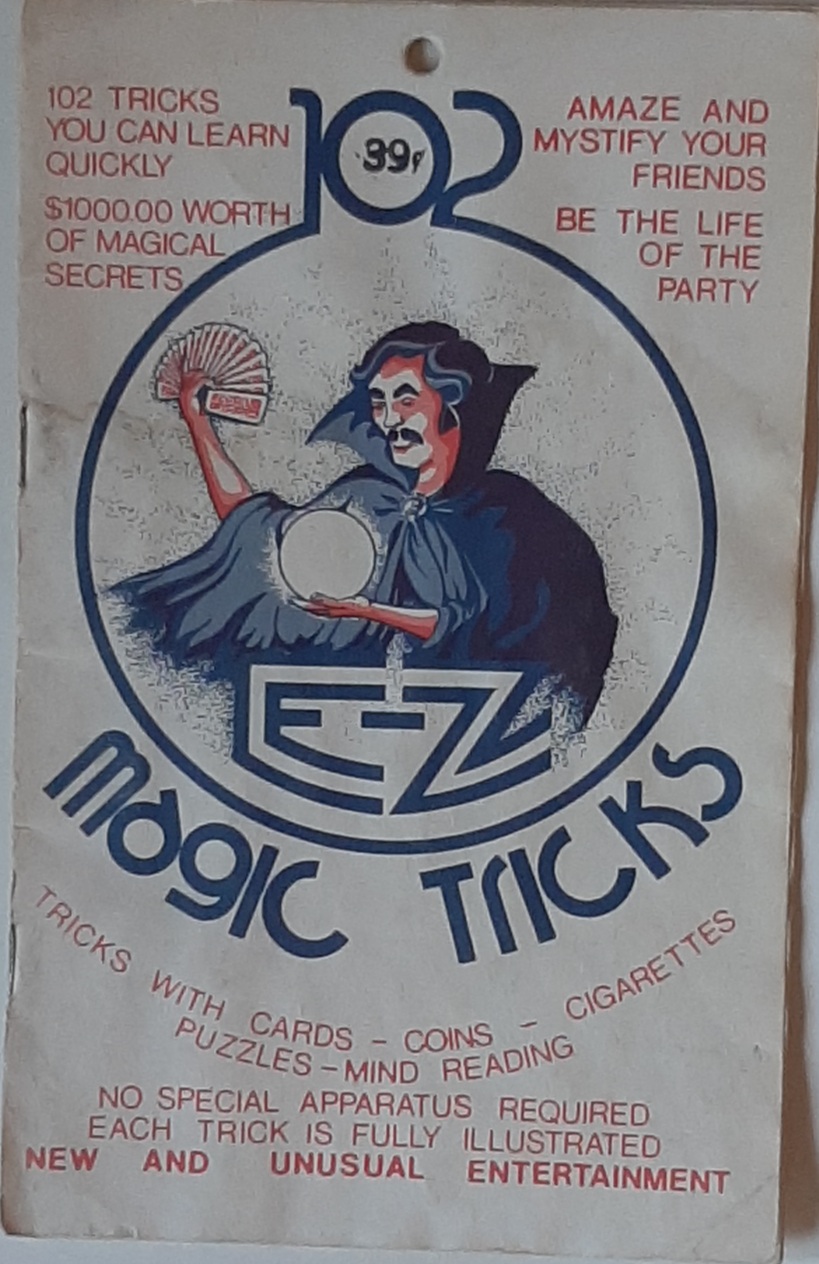 102 TRICKS
YOU CAN LEARN
QUICKLY
$1000.00 WORTH
OF MAGICAL
SECRETS
102
39p
AMAZE AND
MYSTIFY YOUR
FRIENDS
BE THE LIFE
OF THE
PARTY
E-Z
MAGIC TRICKS
TRICKS WITH CARDS - COINS - CIGARETTES
PUZZLES - MIND READING
NO SPECIAL APPARATUS REQUIRED
EACH TRICK IS FULLY ILLUSTRATED
NEW AND UNUSUAL ENTERTAINMENT